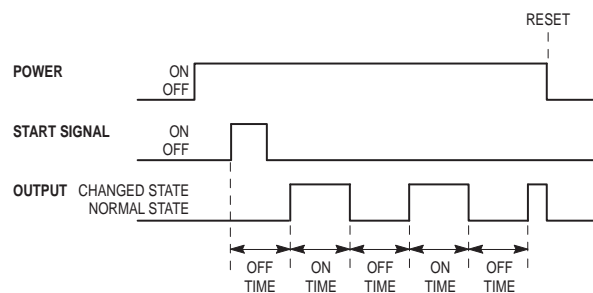 RESET
POWER ON
OFF
START SIGNAL ON
OFF
OUTPUT CHANGED STATE
NORMAL STATE
OFF ON OFF ON OFF
TIME TIME TIME TIME TIME